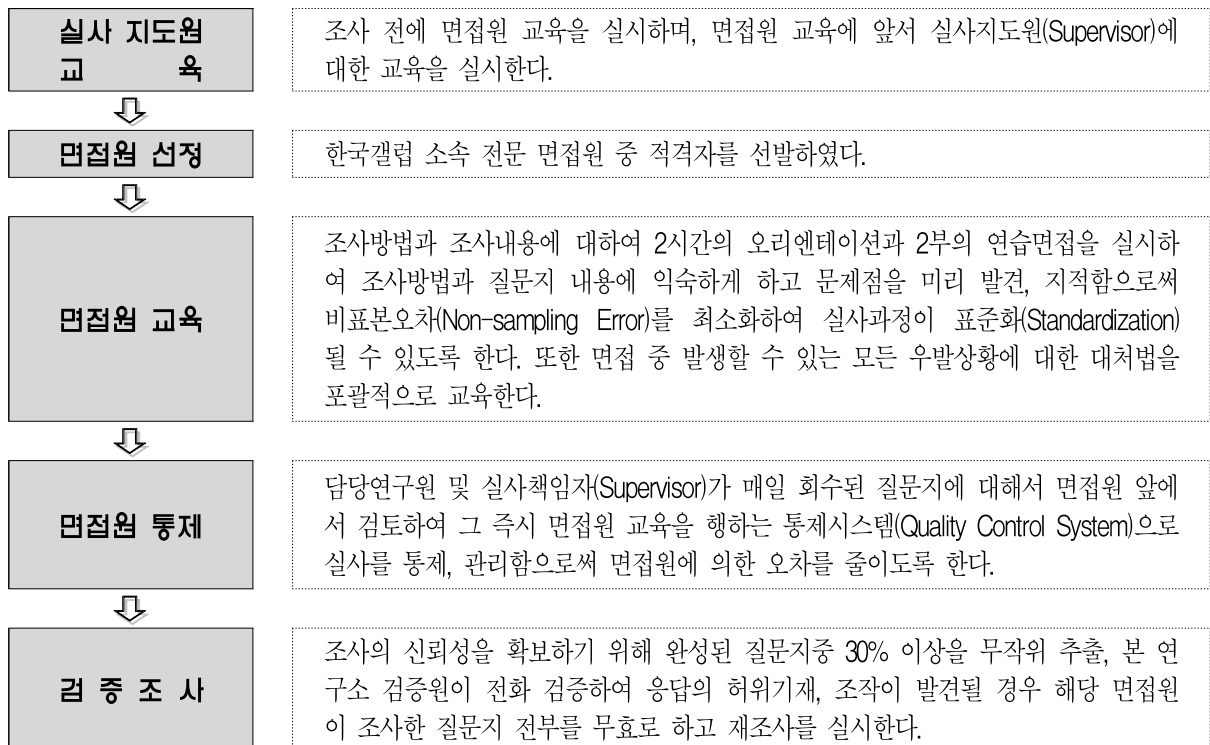 실사 지도원
교 육
조사 전에 면접원 교육을 실시하며, 면접원 교육에 앞서 실사지도원(Supervisor)에
대한 교육을 실시한다.
면접원 선정
한국갤럽 소속 전문 면접원 중 적격자를 선발하였다.
면접원 교육
조사방법과 조사내용에 대하여 2시간의 오리엔테이션과 2부의 연습면접을 실시하
여 조사방법과 질문지 내용에 익숙하게 하고 문제점을 미리 발견, 지적함으로써
비표본오차(Non-sampling Error)를 최소화하여 실사과정이 표준화(Standardization)
될 수 있도록 한다. 또한 면접 중 발생할 수 있는 모든 우발상황에 대한 대처법을
포괄적으로 교육한다.
면접원 통제
담당연구원 및 실사책임자(Supervisor)가 매일 회수된 질문지에 대해서 면접원 앞에
서 검토하여 그 즉시 면접원 교육을 행하는 통제시스템(Quality Control System)으로
실사를 통제, 관리함으로써 면접원에 의한 오차를 줄이도록 한다.
검 증 조 사
조사의 신뢰성을 확보하기 위해 완성된 질문지중 30% 이상을 무작위 추출, 본 연
구소 검증원이 전화 검증하여 응답의 허위기재, 조작이 발견될 경우 해당 면접원
이 조사한 질문지 전부를 무효로 하고 재조사를 실시한다.